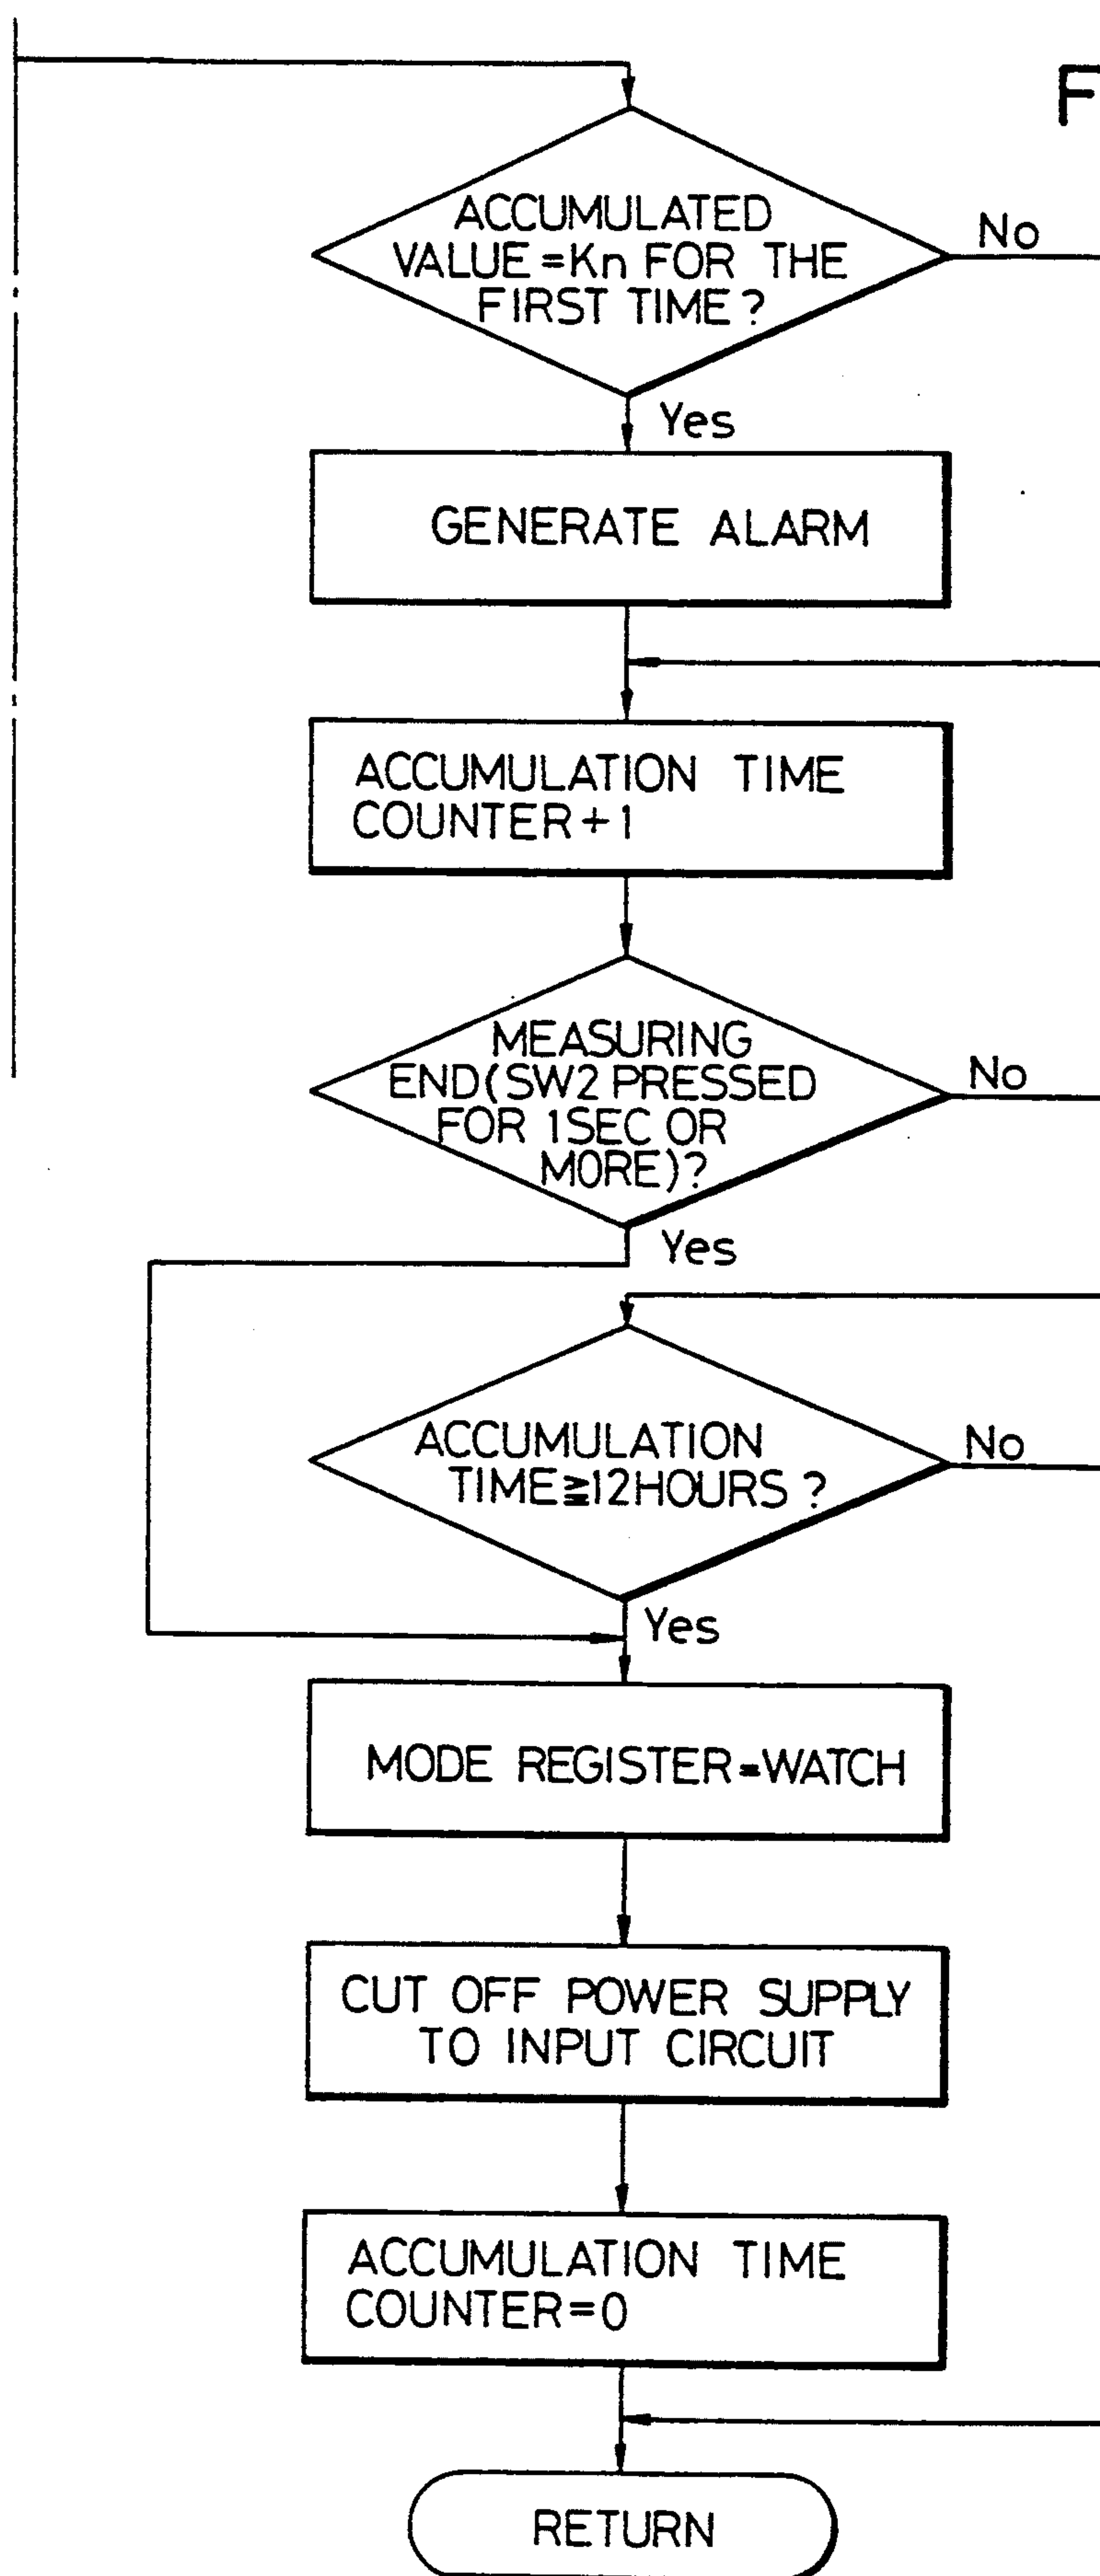 F
ACCUMULATED
VALUE=Kn FOR THE
FIRST TIME?
No
Yes
GENERATE ALARM
ACCUMULATION TIME
COUNTER+1
MEASURING
END(SW2 PRESSED
FOR 1SEC OR
MORE)?
No
Yes
ACCUMULATION
TIME≧12HOURS?
No
Yes
MODE REGISTER=WATCH
CUT OFF POWER SUPPLY
TO INPUT CIRCUIT
ACCUMULATION TIME
COUNTER=0
RETURN